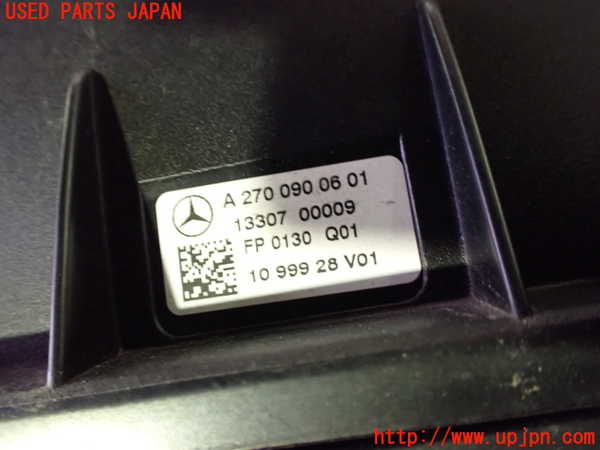 USED PARTS JAPAN
A 270 090 06 01
13307 00009
FP 0130 Q01
10 999 28 V01
http://www.upjpn.com